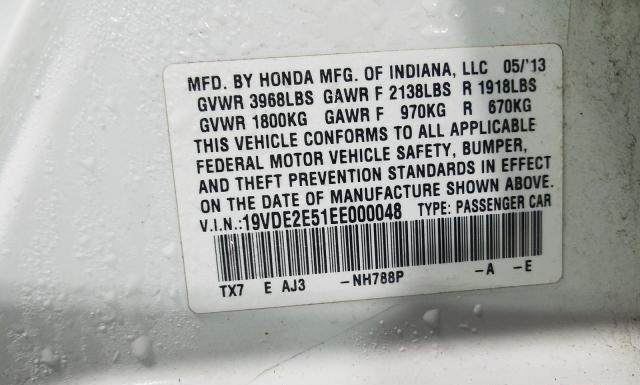 MFD. BY HONDA MFG. OF INDIANA, LLC 05/'13
GVWR 3968LBS GAWR F 2138LBS R 1918LBS
GVWR 1800KG GAWR F 970KG R 670KG
THIS VEHICLE CONFORMS TO ALL APPLICABLE
FEDERAL MOTOR VEHICLE SAFETY, BUMPER,
AND THEFT PREVENTION STANDARDS IN EFFECT
ON THE DATE OF MANUFACTURE SHOWN ABOVE.
V.I.N.:19VDE2E51EE000048 TYPE: PASSENGER CAR
TX7 E AJ3 -NH788P -A -E